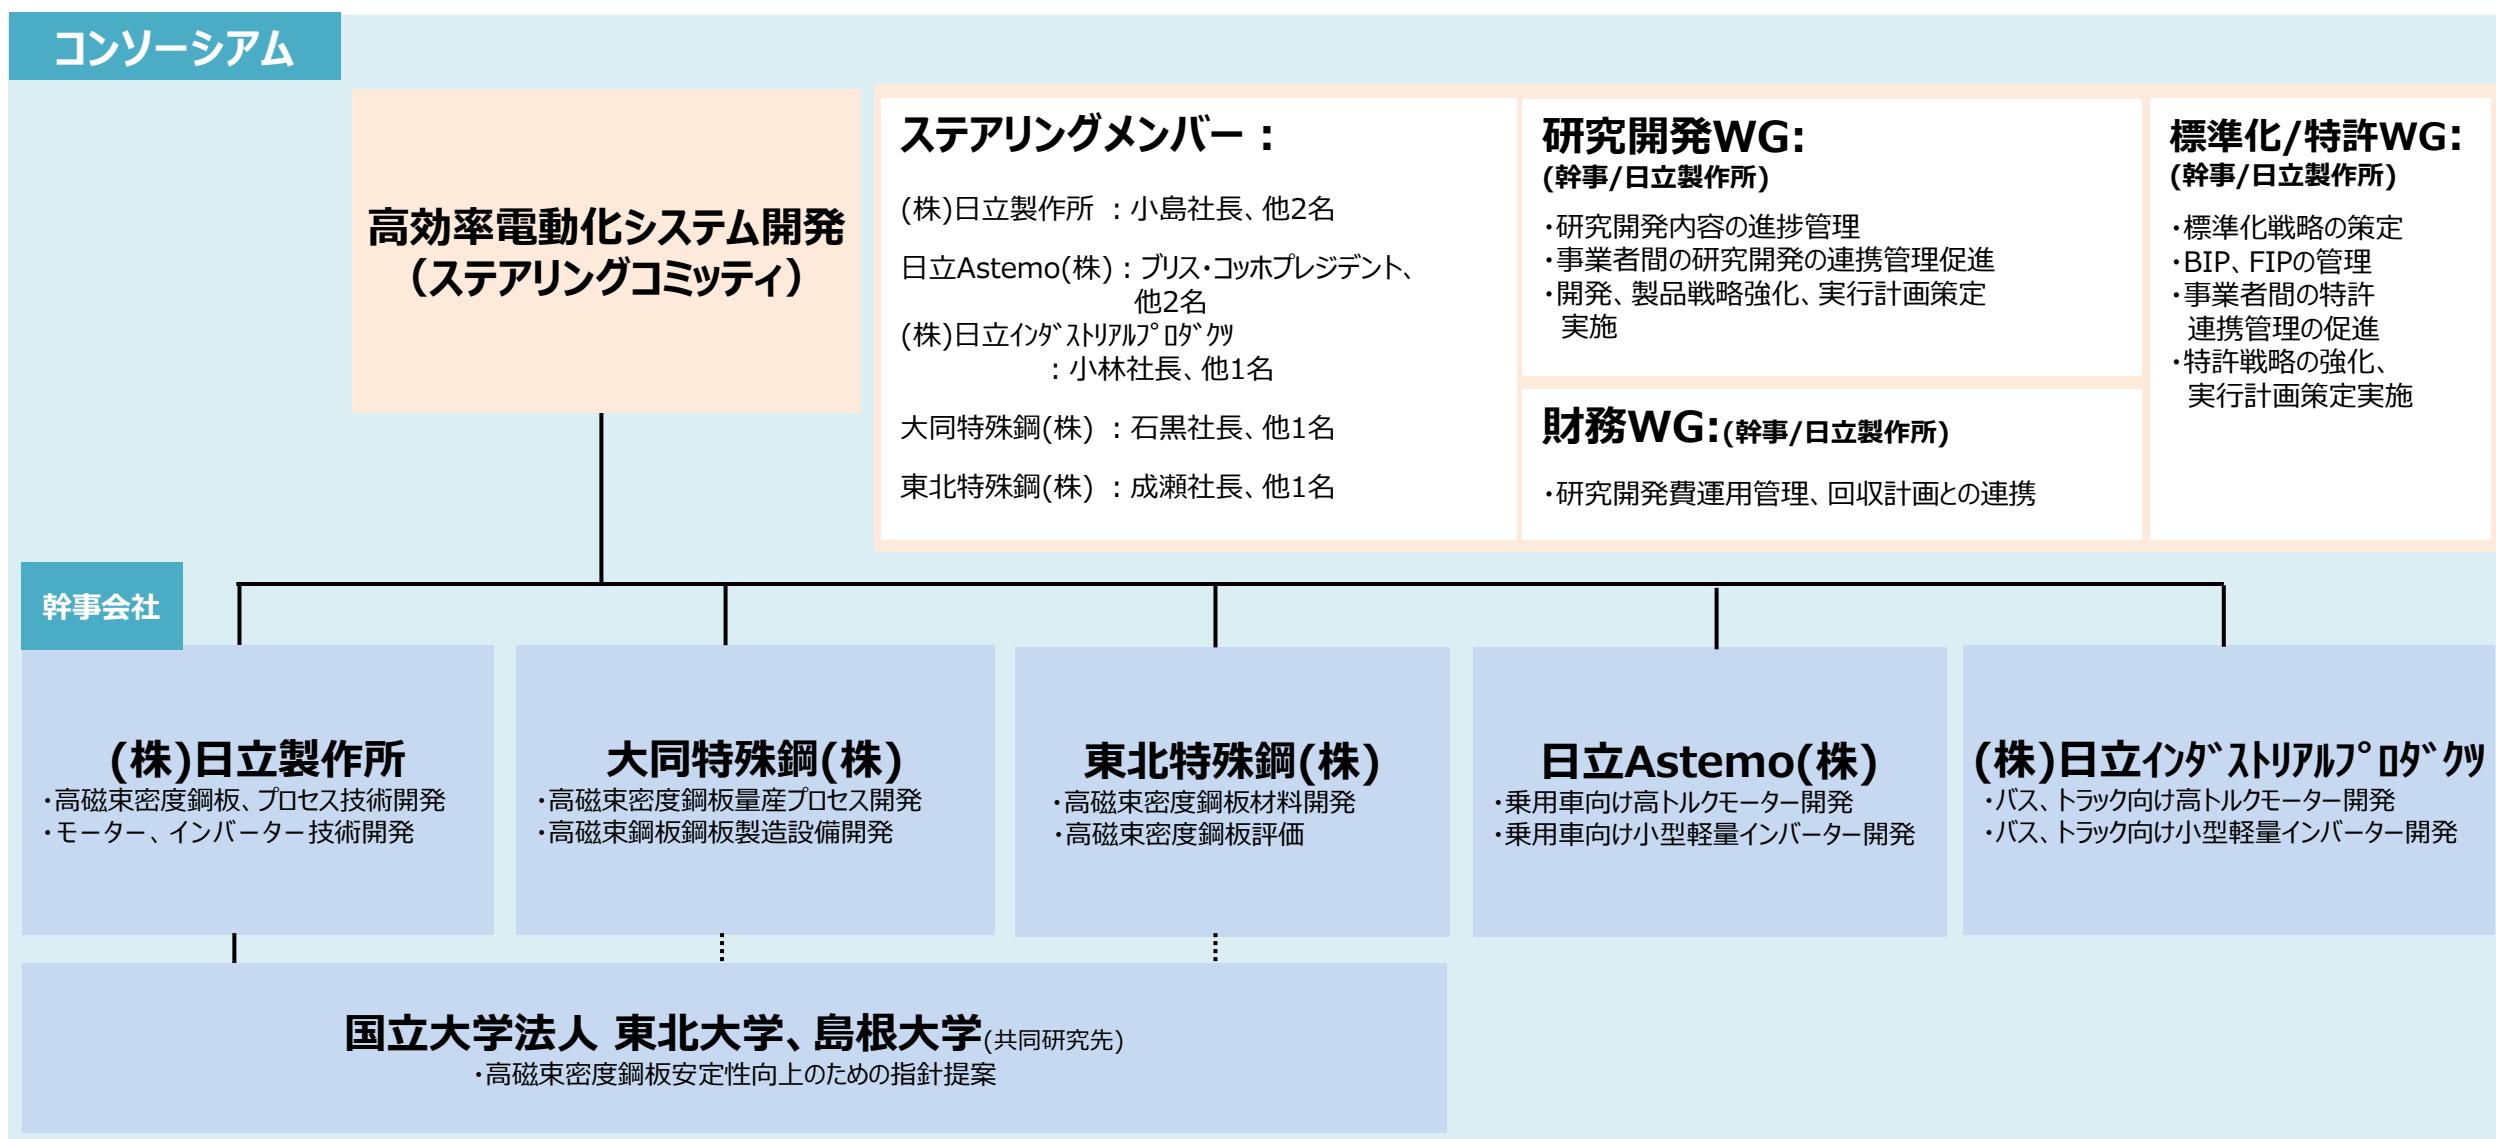 コンソーシアム
高効率電動化システム開発
（ステアリングコミッティ）
ステアリングメンバー：
(株)日立製作所 ：小島社長、他2名
日立Astemo(株)：ブリス・コッホプレジデント、
他2名
(株)日立ｲﾝﾀﾞｽﾄﾘｱﾙﾌﾟﾛﾀﾞｸﾂ
：小林社長、他1名
大同特殊鋼(株) ：石黒社長、他1名
東北特殊鋼(株) ：成瀬社長、他1名
研究開発WG:
(幹事/日立製作所)
・研究開発内容の進捗管理
・事業者間の研究開発の連携管理促進
・開発、製品戦略強化、実行計画策定
実施
財務WG:(幹事/日立製作所)
・研究開発費運用管理、回収計画との連携
標準化/特許WG:
(幹事/日立製作所)
・標準化戦略の策定
・BIP、FIPの管理
・事業者間の特許
連携管理の促進
・特許戦略の強化、
実行計画策定実施
幹事会社
(株)日立製作所
・高磁束密度鋼板、プロセス技術開発
・モーター、インバーター技術開発
大同特殊鋼(株)
・高磁束密度鋼板量産プロセス開発
・高磁束鋼板鋼板製造設備開発
東北特殊鋼(株)
・高磁束密度鋼板材料開発
・高磁束密度鋼板評価
日立Astemo(株)
・乗用車向け高トルクモーター開発
・乗用車向け小型軽量インバーター開発
(株)日立ｲﾝﾀﾞｽﾄﾘｱﾙﾌﾟﾛﾀﾞｸﾂ
・バス、トラック向け高トルクモーター開発
・バス、トラック向け小型軽量インバーター開発
国立大学法人 東北大学、島根大学(共同研究先)
・高磁束密度鋼板安定性向上のための指針提案